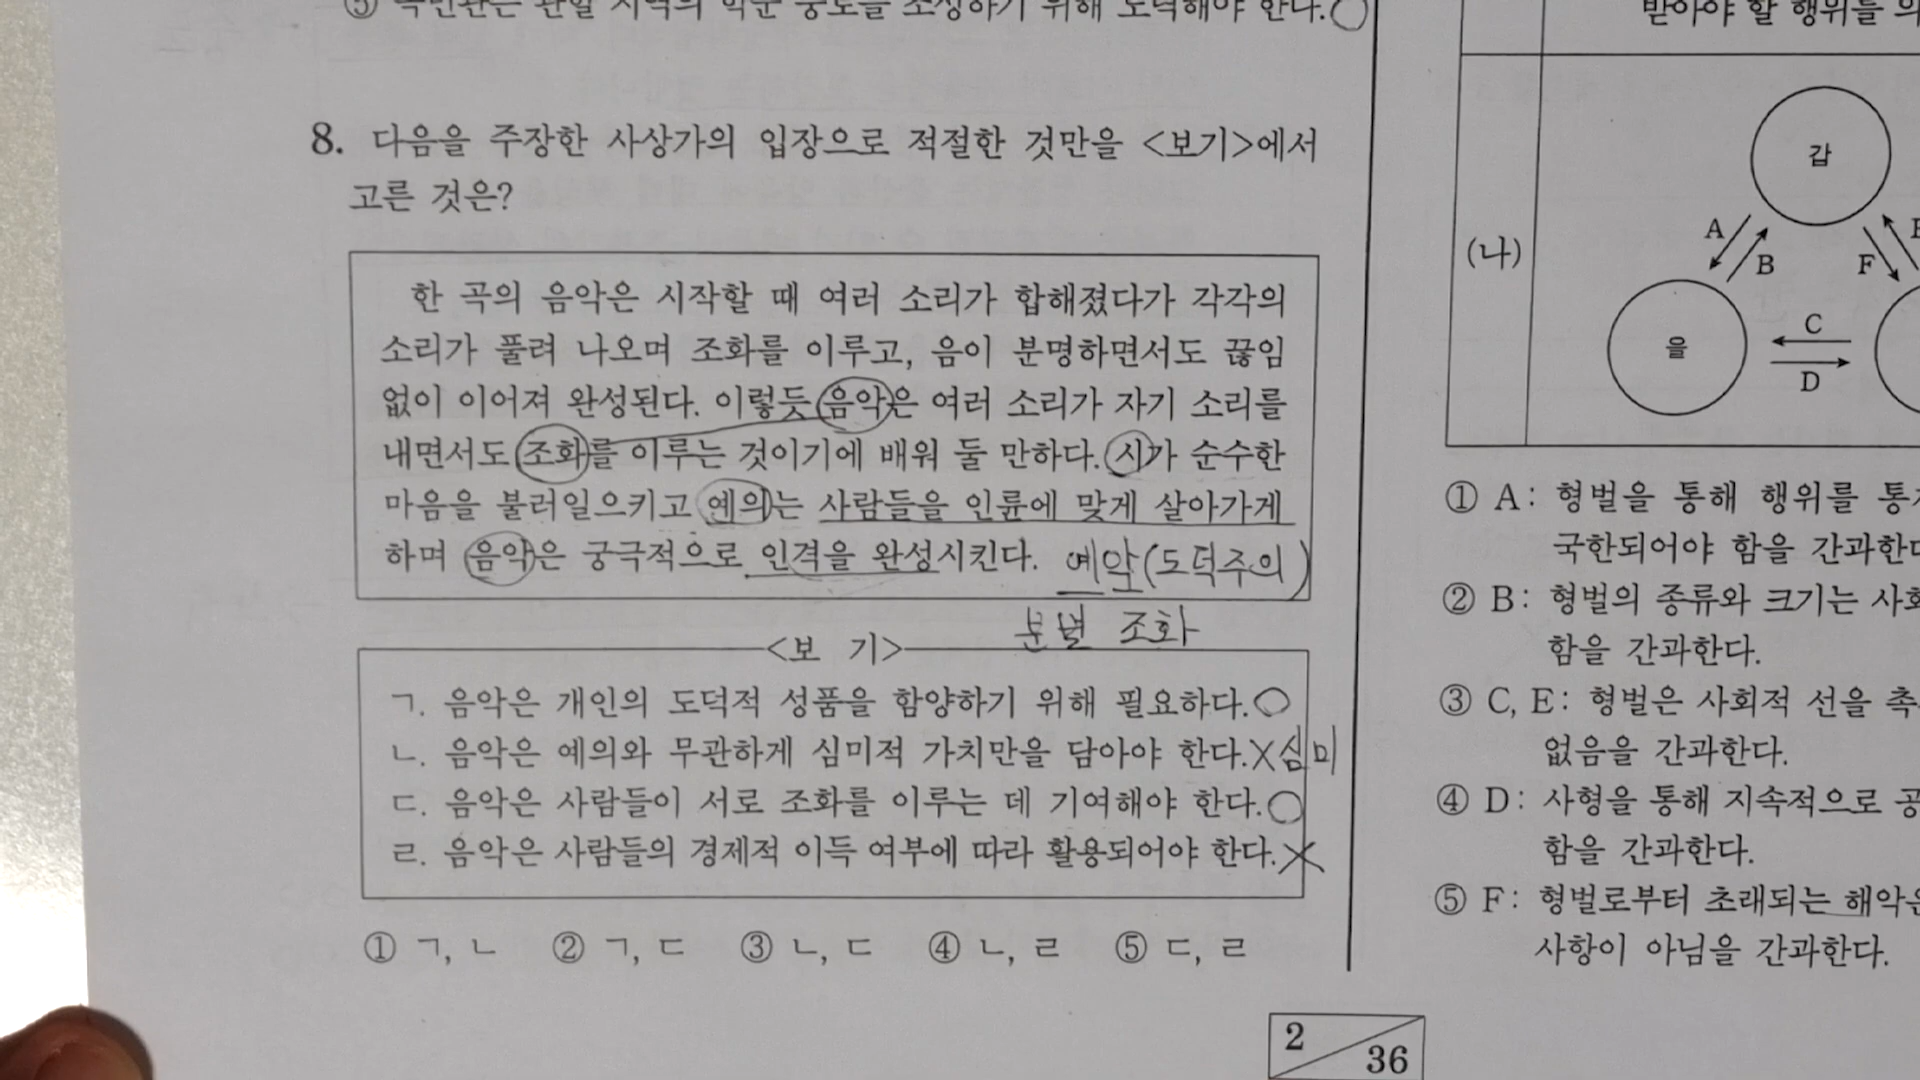 8. 다음을 주장한 사상가의 입장으로 적절한 것만을 <보기>에서
고른 것은?
한 곡의 음악은 시작할 때 여러 소리가 합해졌다가 각각의
소리가 풀려 나오며 조화를 이루고, 음이 분명하면서도 끊임
없이 이어져 완성된다. 이렇듯 음악은 여러 소리가 자기 소리를
내면서도 조화를 이루는 것이기에 배워 둘 만하다. 시가 순수한
마음을 불러일으키고 예의는 사람들을 인륜에 맞게 살아가게
하며 음악은 궁극적으로 인격을 완성시킨다. 예악(도덕주의)
분별 조화
<보 기>
ㄱ. 음악은 개인의 도덕적 성품을 함양하기 위해 필요하다.○
ㄴ. 음악은 예의와 무관하게 심미적 가치만을 담아야 한다.X심미
ㄷ. 음악은 사람들이 서로 조화를 이루는 데 기여해야 한다.○
ㄹ. 음악은 사람들의 경제적 이득 여부에 따라 활용되어야 한다.X
① ㄱ, ㄴ ② ㄱ, ㄷ ③ ㄴ, ㄷ ④ ㄴ, ㄹ ⑤ ㄷ, ㄹ
2
36
받아야 할 행위를
(나)
갑
A
B
F
을
C
D
① A: 형벌을 통해 행위를
국한되어야 함을
② B: 형벌의 종류와 크기는
함을 간과한다.
③ C, E: 형벌은 사회적 선을
없음을 간과한다.
④ D: 사형을 통해 지속적으로
함을 간과한다.
⑤ F: 형벌로부터 초래되는
사항이 아님을 간과한다.